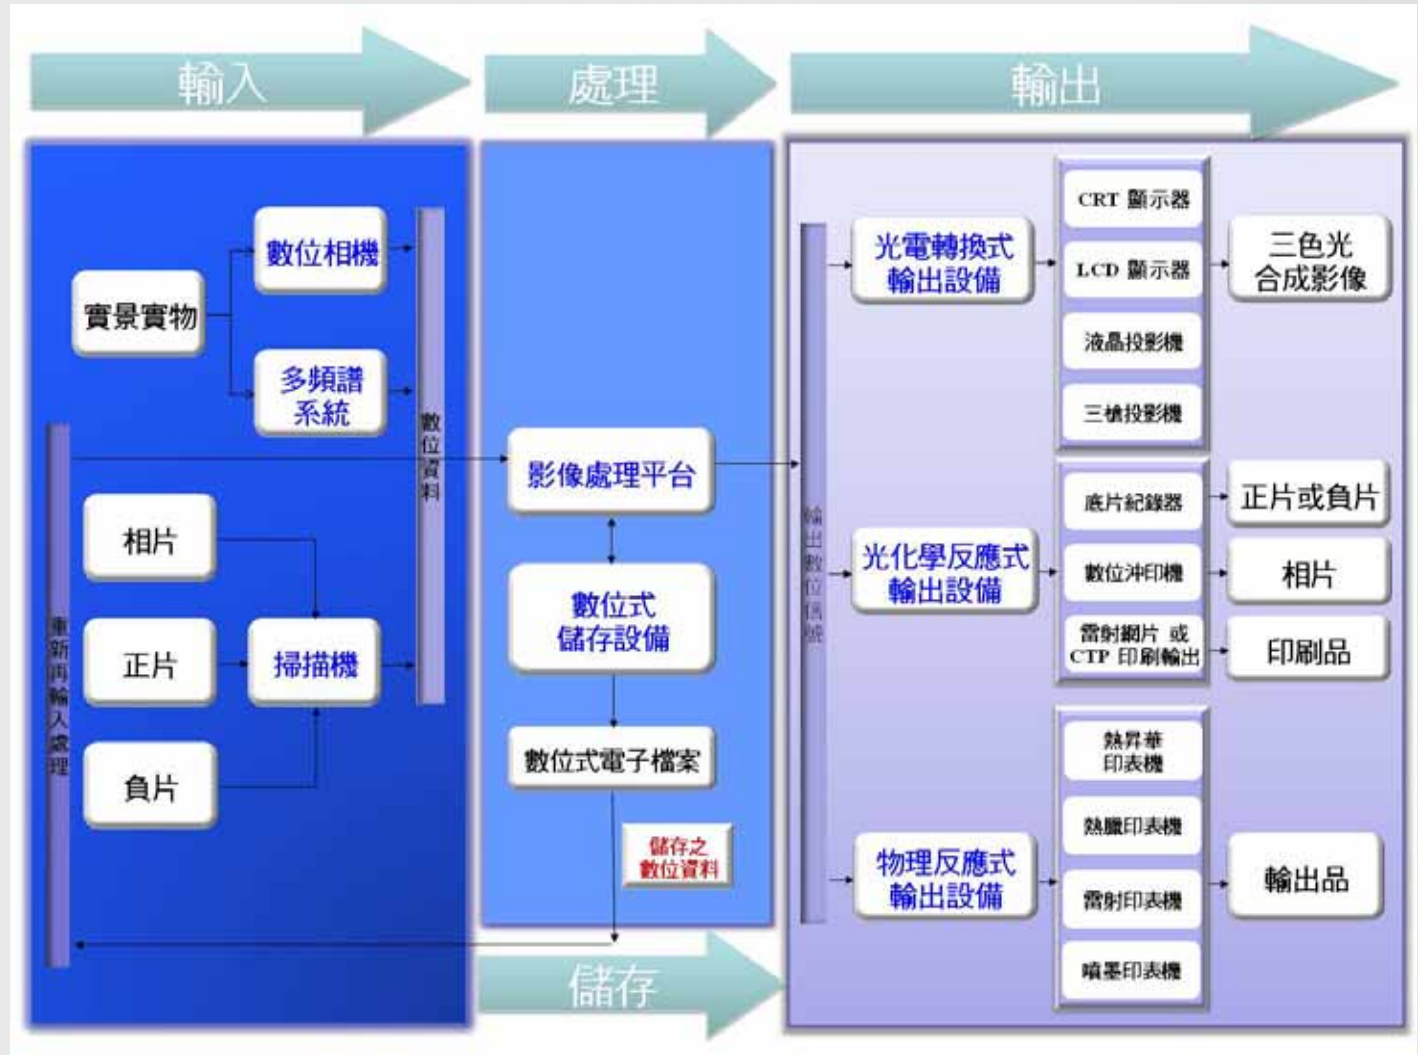 輸入
處理
輸出
實景實物
數位相機
多頻譜
系統
數位資料
重新再輸入處理
相片
正片
負片
掃描機
影像處理平台
數位式
儲存設備
數位式電子檔案
儲存之
數位資料
儲存
輸出數位信號
光電轉換式
輸出設備
CRT 顯示器
LCD 顯示器
液晶投影機
三槍投影機
三色光
合成影像
光化學反應式
輸出設備
底片紀錄器
數位沖印機
雷射網片 或
CTP 印刷輸出
正片或負片
相片
印刷品
物理反應式
輸出設備
熱昇華
印表機
熱臘印表機
雷射印表機
噴墨印表機
輸出品